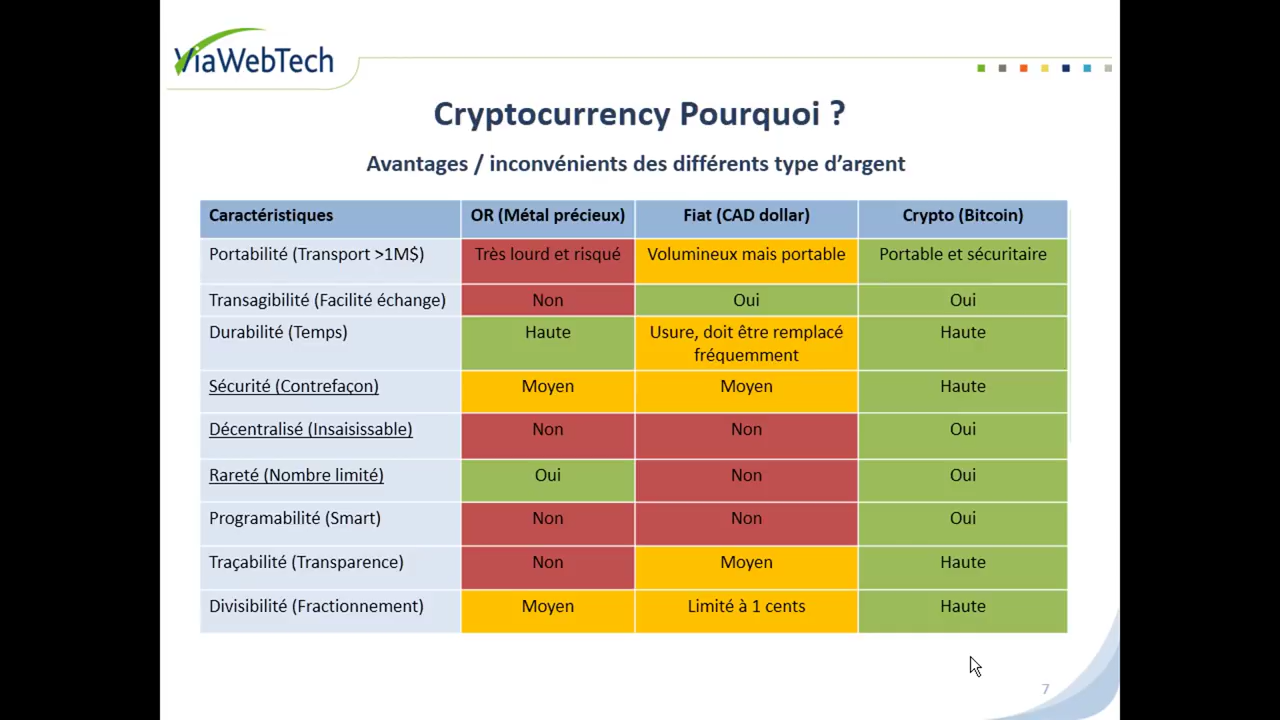 ViaWebTech
Cryptocurrency Pourquoi ?
Avantages / inconvénients des différents type d’argent
Caractéristiques OR (Métal précieux) Fiat (CAD dollar) Crypto (Bitcoin)
Portabilité (Transport >1M$) Très lourd et risqué Volumineux mais portable Portable et sécuritaire
Transagibilité (Facilité échange) Non Oui Oui
Durabilité (Temps) Haute Usure, doit être remplacé Haute
fréquemment
Sécurité (Contrefaçon) Moyen Moyen Haute
Décentralisé (Insaisissable) Non Non Oui
Rareté (Nombre limité) Oui Non Oui
Programabilité (Smart) Non Non Oui
Traçabilité (Transparence) Non Moyen Haute
Divisibilité (Fractionnement) Moyen Limité à 1 cents Haute
7